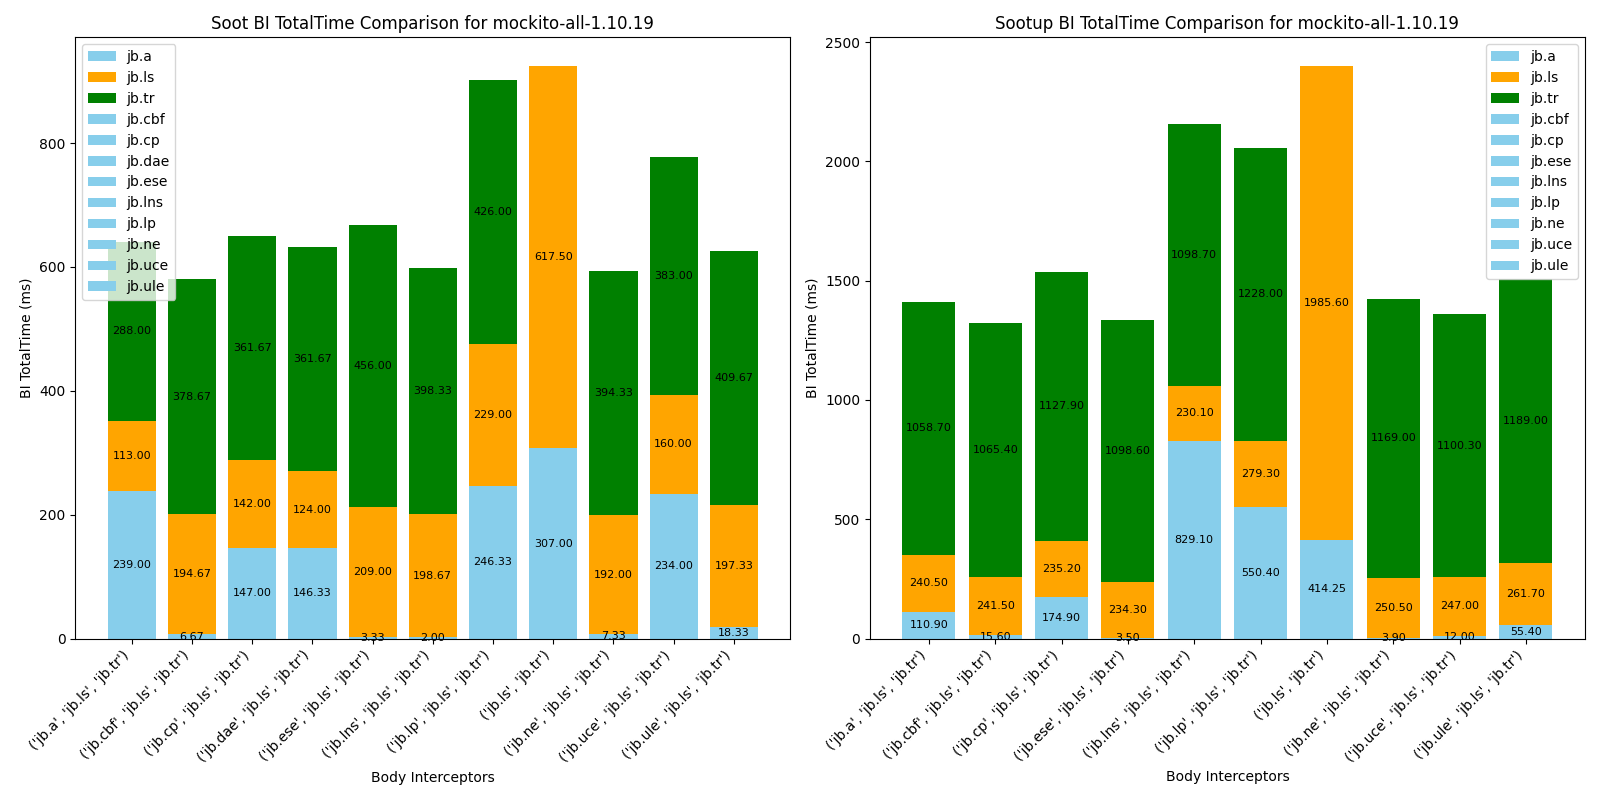 Soot BI TotalTime Comparison for mockito-all-1.10.19
jb.a
jb.ls
jb.tr
jb.cbf
jb.cp
jb.dae
jb.ese
jb.lns
jb.lp
jb.ne
jb.uce
jb.ule
BI TotalTime (ms)
800
600
400
200
0
288.00
113.00
239.00
378.67
194.67
6.67
361.67
142.00
147.00
361.67
124.00
146.33
456.00
209.00
3.33
398.33
198.67
2.00
426.00
229.00
246.33
617.50
307.00
394.33
192.00
7.33
383.00
160.00
234.00
409.67
197.33
18.33
('jb.a', 'jb.ls', 'jb.tr')
('jb.cbf', 'jb.ls', 'jb.tr')
('jb.cp', 'jb.ls', 'jb.tr')
('jb.dae', 'jb.ls', 'jb.tr')
('jb.ese', 'jb.ls', 'jb.tr')
('jb.lns', 'jb.ls', 'jb.tr')
('jb.lp', 'jb.ls', 'jb.tr')
('jb.ls', 'jb.tr')
('jb.ne', 'jb.ls', 'jb.tr')
('jb.uce', 'jb.ls', 'jb.tr')
('jb.ule', 'jb.ls', 'jb.tr')
Body Interceptors
Sootup BI TotalTime Comparison for mockito-all-1.10.19
jb.a
jb.ls
jb.tr
jb.cbf
jb.cp
jb.ese
jb.lns
jb.lp
jb.ne
jb.uce
jb.ule
BI TotalTime (ms)
2500
2000
1500
1000
500
0
1058.70
240.50
110.90
1065.40
241.50
15.60
1127.90
235.20
174.90
1098.60
234.30
3.50
1098.70
230.10
829.10
1228.00
279.30
550.40
1985.60
414.25
1169.00
250.50
3.90
1100.30
247.00
12.00
1189.00
261.70
55.40
('jb.a', 'jb.ls', 'jb.tr')
('jb.cbf', 'jb.ls', 'jb.tr')
('jb.cp', 'jb.ls', 'jb.tr')
('jb.ese', 'jb.ls', 'jb.tr')
('jb.lns', 'jb.ls', 'jb.tr')
('jb.lp', 'jb.ls', 'jb.tr')
('jb.ls', 'jb.tr')
('jb.ne', 'jb.ls', 'jb.tr')
('jb.uce', 'jb.ls', 'jb.tr')
('jb.ule', 'jb.ls', 'jb.tr')
Body Interceptors